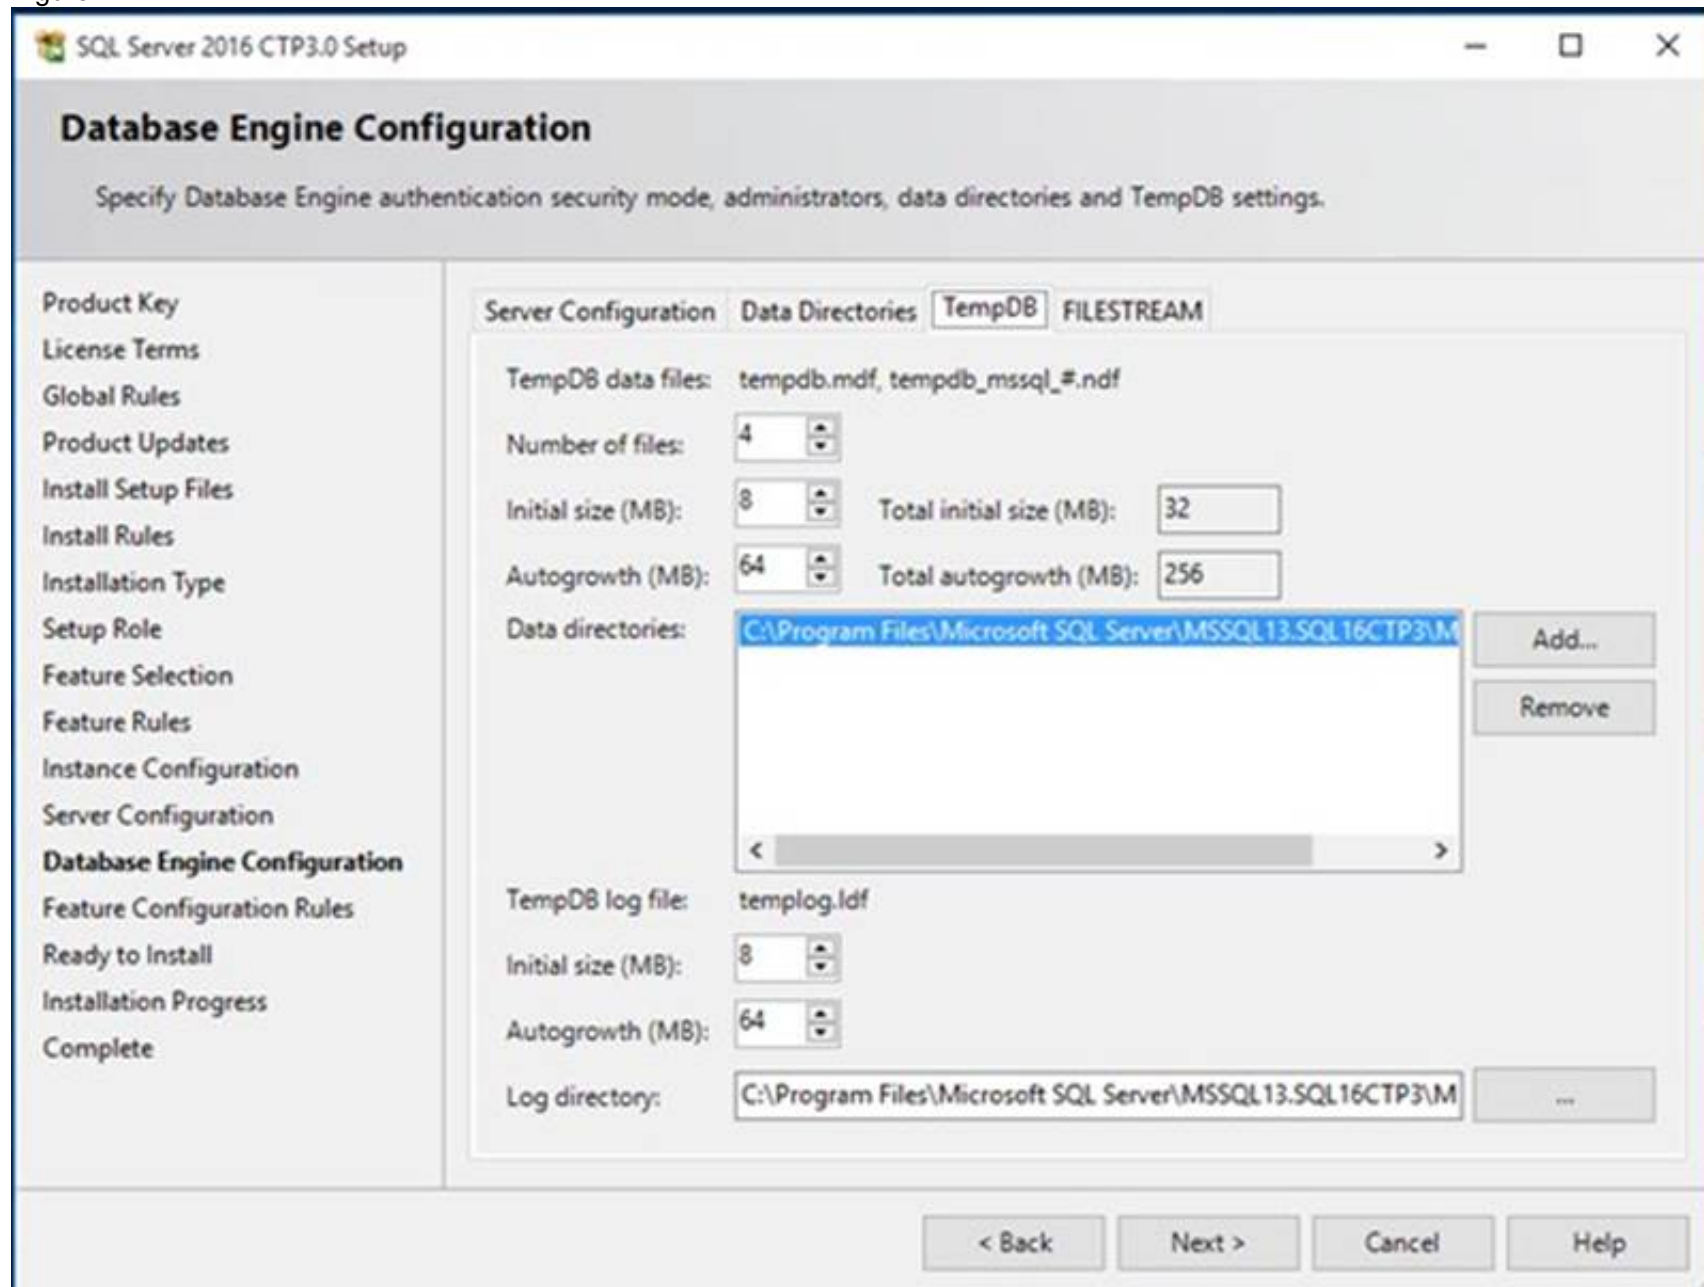 SQL Server 2016 CTP3.0 Setup
Database Engine Configuration
Specify Database Engine authentication security mode, administrators, data directories and TempDB settings.
Product Key
License Terms
Global Rules
Product Updates
Install Setup Files
Install Rules
Installation Type
Setup Role
Feature Selection
Feature Rules
Instance Configuration
Server Configuration
Database Engine Configuration
Feature Configuration Rules
Ready to Install
Installation Progress
Complete
Server Configuration Data Directories TempDB FILESTREAM
TempDB data files: tempdb.mdf, tempdb_mssql_#.ndf
Number of files: 4
Initial size (MB): 8 Total initial size (MB): 32
Autogrowth (MB): 64 Total autogrowth (MB): 256
Data directories: C:\Program Files\Microsoft SQL Server\MSSQL13.SQL16CTP3\M Add...
Remove
TempDB log file: templog.ldf
Initial size (MB): 8
Autogrowth (MB): 64
Log directory: C:\Program Files\Microsoft SQL Server\MSSQL13.SQL16CTP3\M ...
< Back Next > Cancel Help